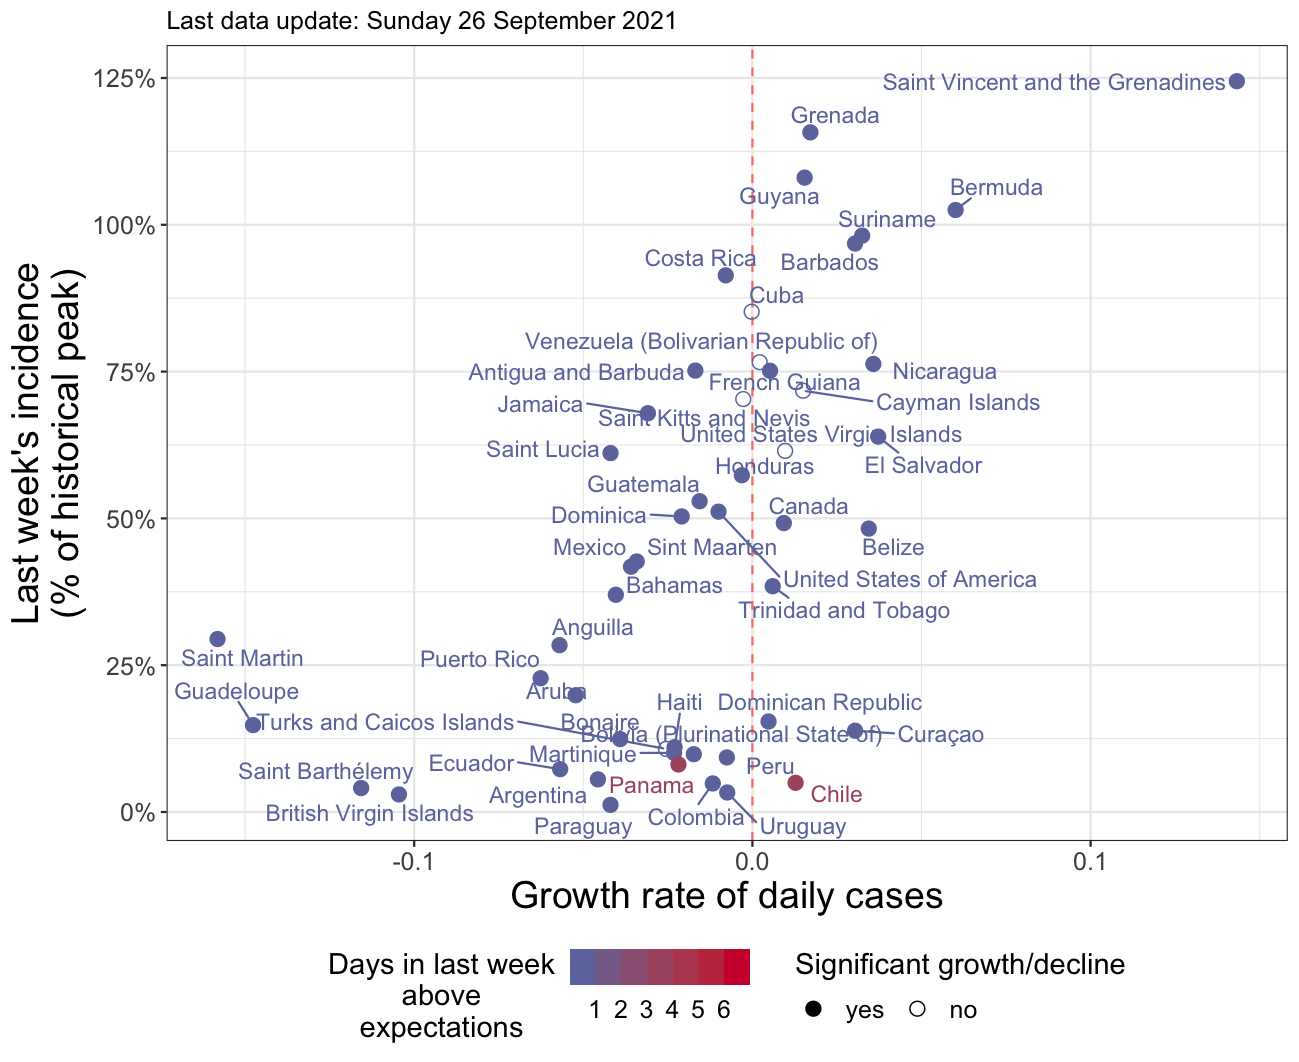 Last data update: Sunday 26 September 2021
125%
Saint Vincent and the Grenadines
Grenada
Guyana
Bermuda
100%
Suriname
Costa Rica
Barbados
Cuba
Venezuela (Bolivarian Republic of)
75%
Antigua and Barbuda
Nicaragua
French Guiana
Jamaica
Cayman Islands
Saint Kitts and Nevis
United States Virgin Islands
Saint Lucia
El Salvador
Honduras
Guatemala
50%
Dominica
Canada
Mexico
Sint Maarten
Belize
Bahamas
United States of America
Trinidad and Tobago
Anguilla
Saint Martin
Puerto Rico
25%
Guadeloupe
Aruba
Haiti
Dominican Republic
Turks and Caicos Islands
Bonaire
Bolivia (Plurinational State of)
Curaçao
Martinique
Ecuador
Peru
Saint Barthélemy
Panama
Argentina
Chile
0%
British Virgin Islands
Colombia
Paraguay
Uruguay
-0.1
0.0
0.1
Last week's incidence
(% of historical peak)
Growth rate of daily cases
Days in last week
above
expectations
1 2 3 4 5 6
Significant growth/decline
yes
no